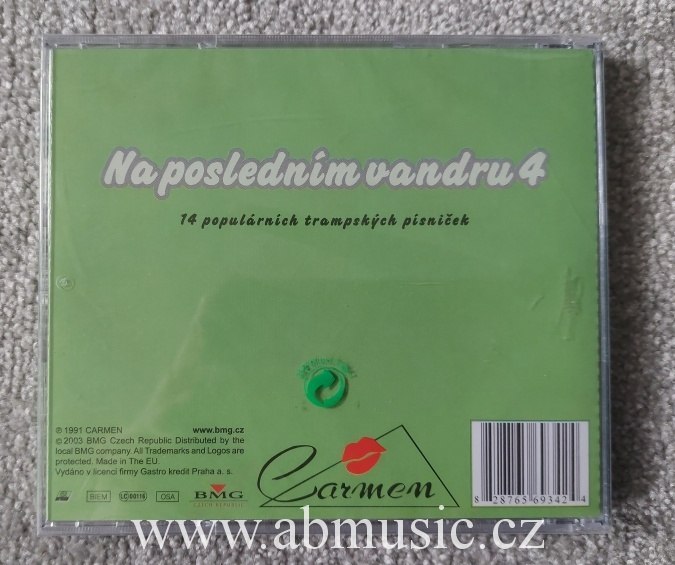 Na posledním vandru 4
14 populárních trampských písniček
℗ 1991 CARMEN
www.bmg.cz
© 2003 BMG Czech Republic Distributed by the
local BMG company. All Trademarks and Logos are
protected. Made in The EU.
Vydáno v licenci firmy Gastro kredit Praha a. s.
BIEM
LC 00116
OSA
BMG
CZECH REPUBLIC
Carmen
8 28765 69342 4
www.abmusic.cz